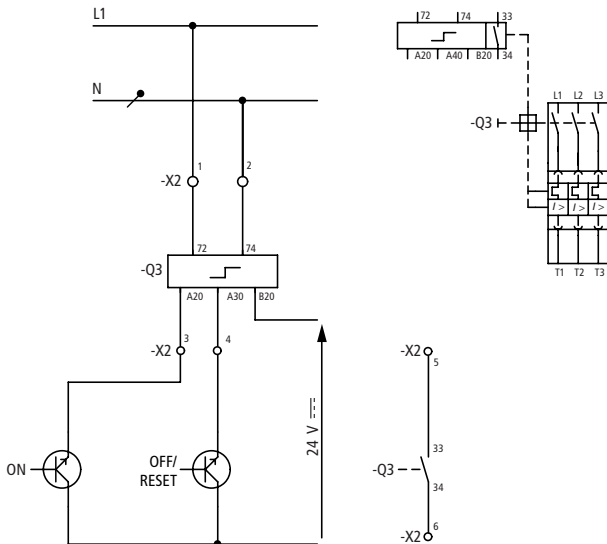 L1
N
1
2
-X2
72
74
-Q3
A20
A30
B20
-X2
3
4
ON
OFF/
RESET
24 V
72
74
33
A20
A40
B20
34
-Q3
L1
L2
L3
I >
I >
I >
T1
T2
T3
-X2
5
33
-Q3
34
-X2
6